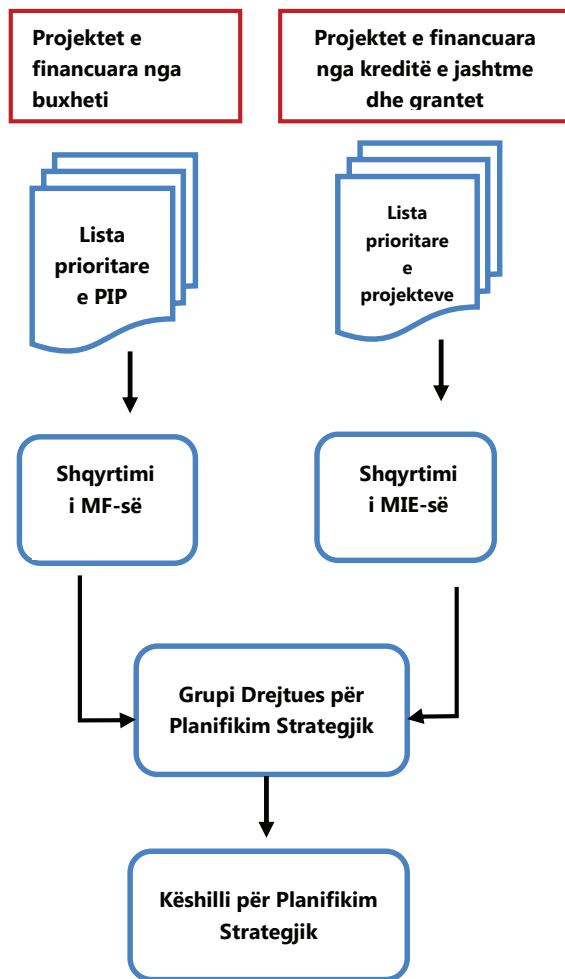 Projektet e
financuara nga
buxheti
Projektet e financuara
nga kreditë e jashtme
dhe grantet
Lista
prioritare
e PIP
Lista
prioritare
e
projekteve
Shqyrtimi
i MF-së
Shqyrtimi
i MIE-së
Grupi Drejtues për
Planifikim Strategjik
Këshilli për Planifikim
Strategjik